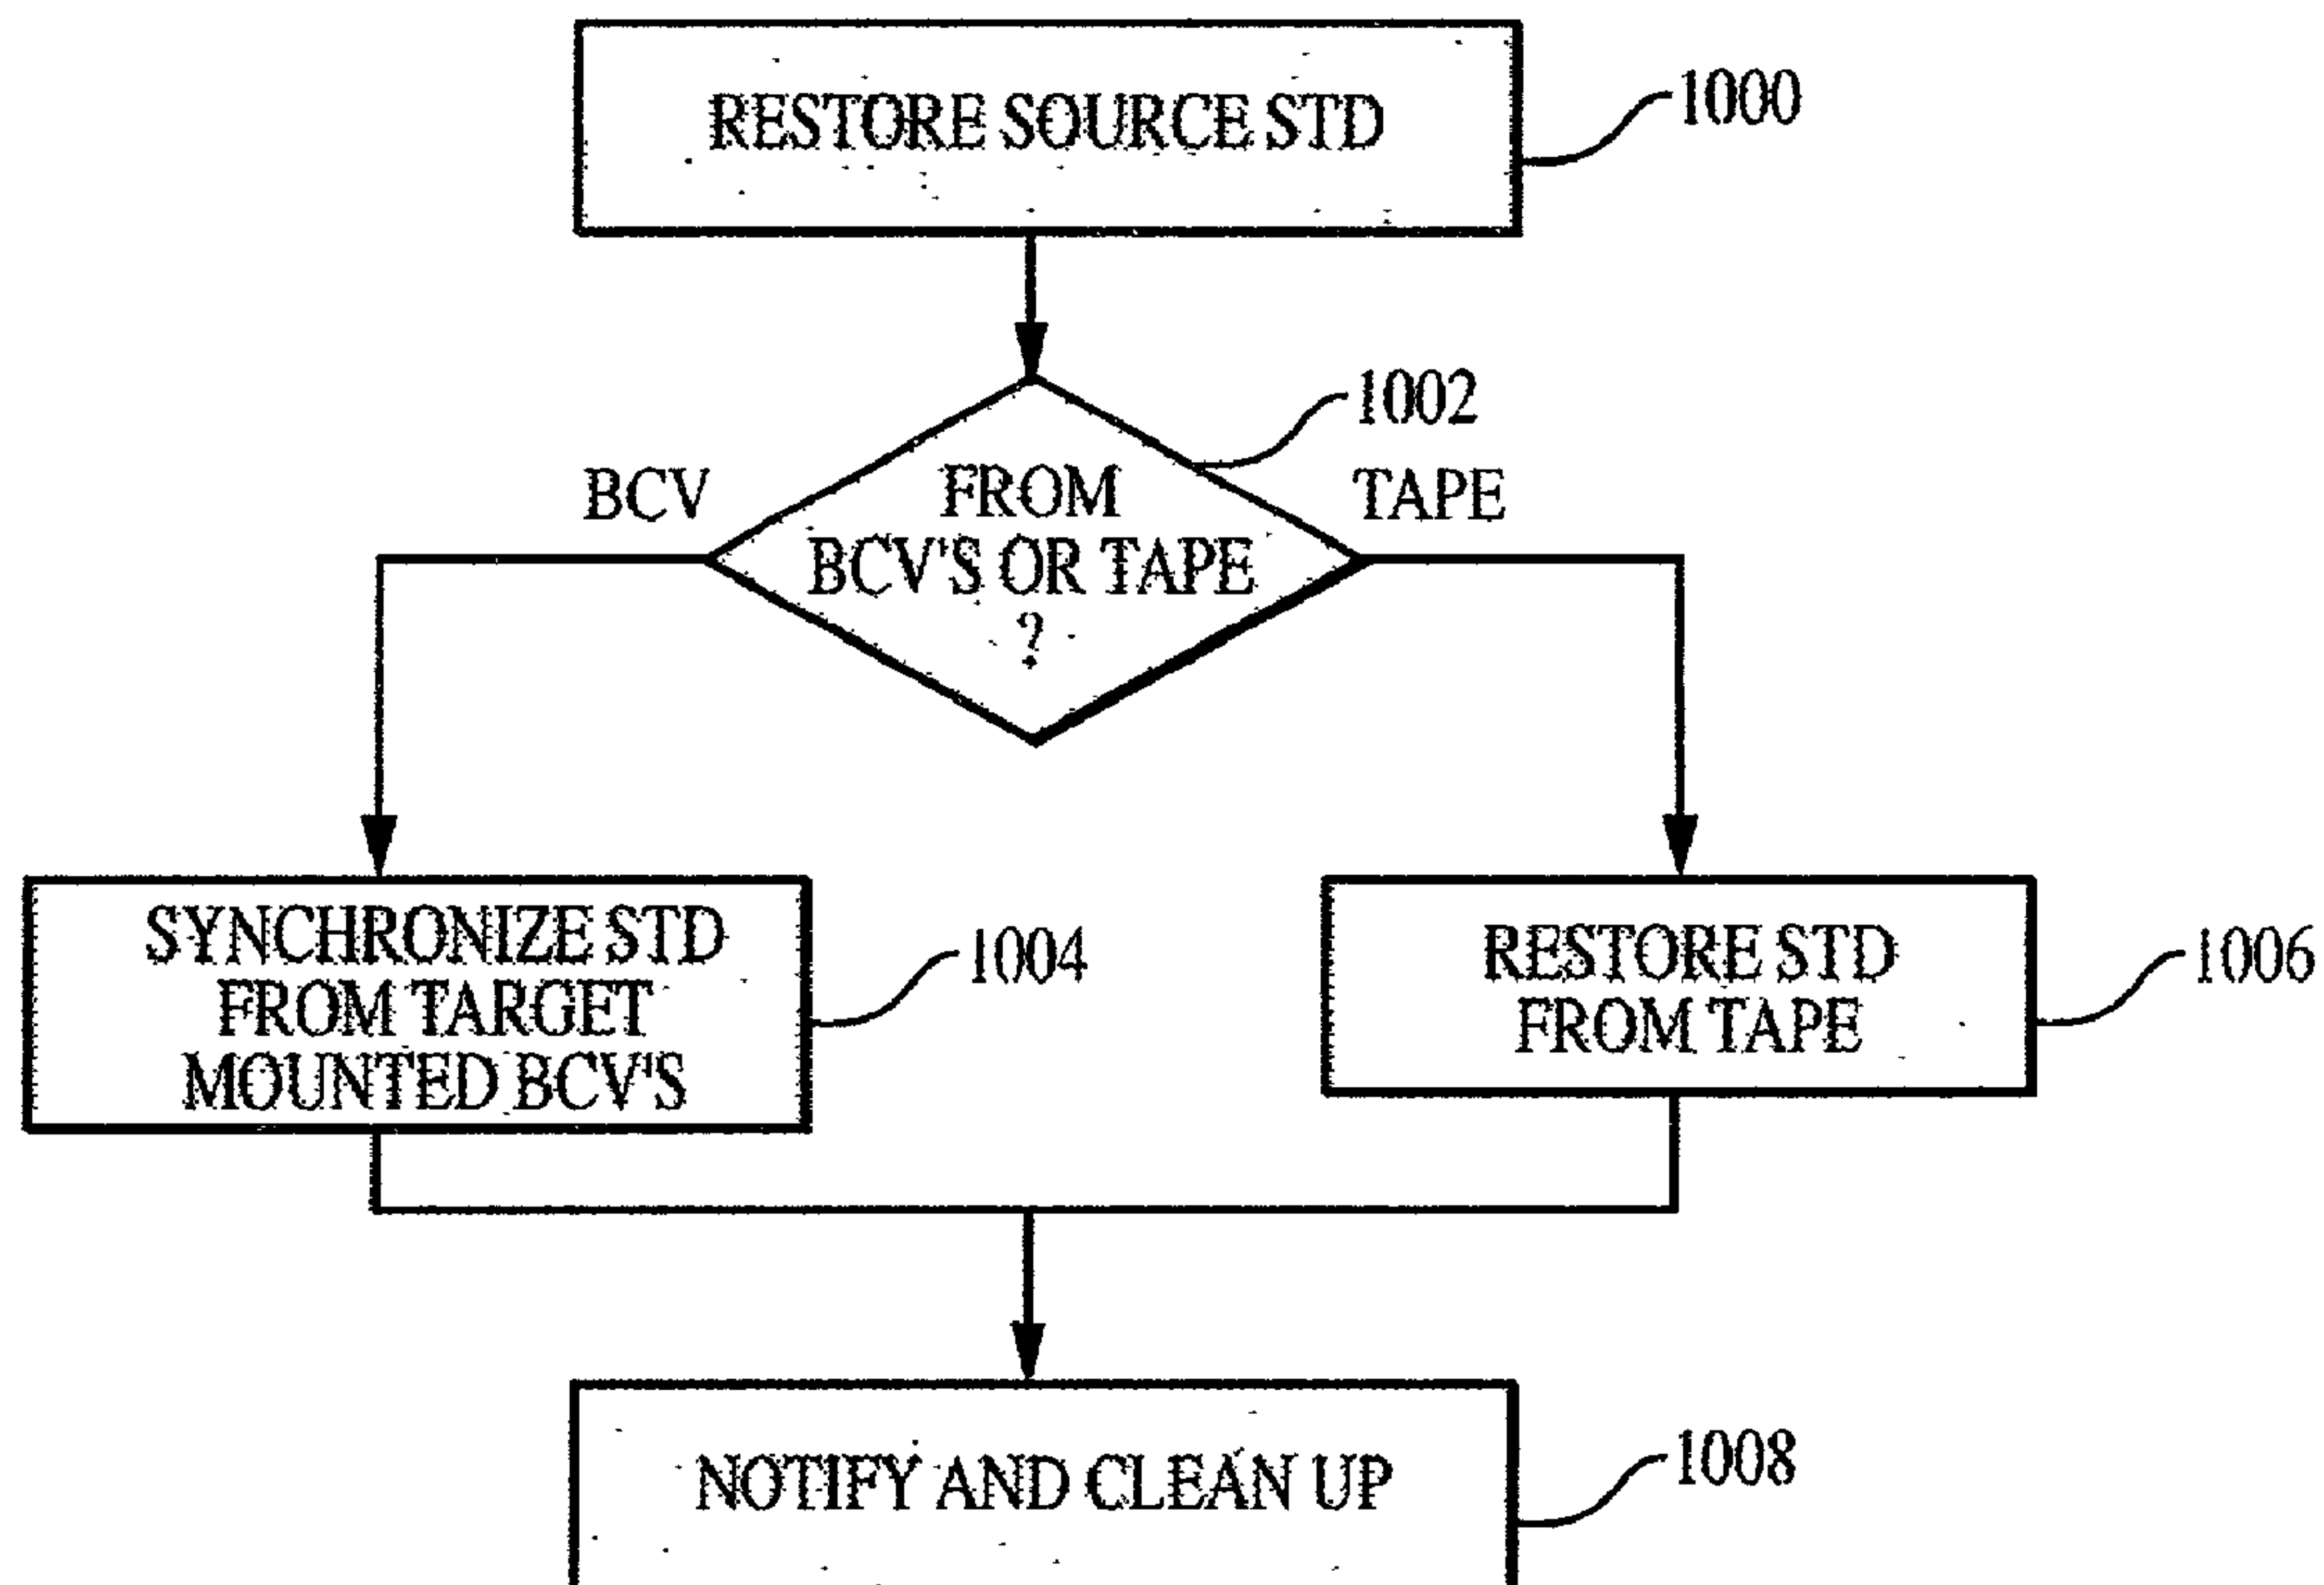 RESTORE SOURCE STD
1000
1002
BCV
FROM
TAPE
BCV'S OR TAPE
?
SYNCHRONIZE STD
FROM TARGET
MOUNTED BCV'S
1004
RESTORE STD
FROM TAPE
1006
NOTIFY AND CLEAN UP
1008